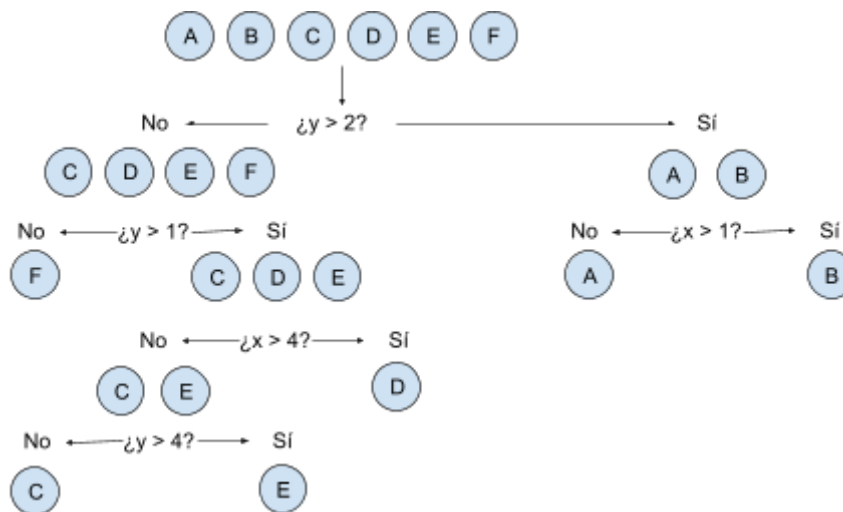 A B C D E F
No ¿y > 2? Sí
C D E F A B
No ¿y > 1? Sí No ¿x > 1? Sí
F C D E A B
No ¿x > 4? Sí
C E D
No ¿y > 4? Sí
C E